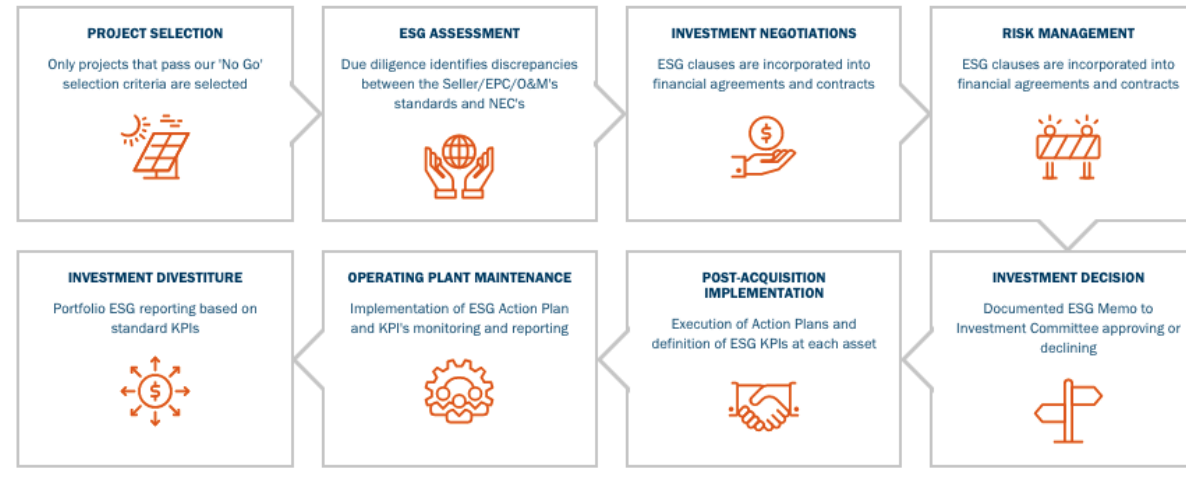 PROJECT SELECTION
Only projects that pass our 'No Go'
selection criteria are selected
ESG ASSESSMENT
Due diligence identifies discrepancies
between the Seller/EPC/O&M's
standards and NEC's
INVESTMENT NEGOTIATIONS
ESG clauses are incorporated into
financial agreements and contracts
RISK MANAGEMENT
ESG clauses are incorporated into
financial agreements and contracts
INVESTMENT DECISION
Documented ESG Memo to
Investment Committee approving or
declining
POST-ACQUISITION
IMPLEMENTATION
Execution of Action Plans and
definition of ESG KPIs at each asset
OPERATING PLANT MAINTENANCE
Implementation of ESG Action Plan
and KPI's monitoring and reporting
INVESTMENT DIVESTITURE
Portfolio ESG reporting based on
standard KPIs